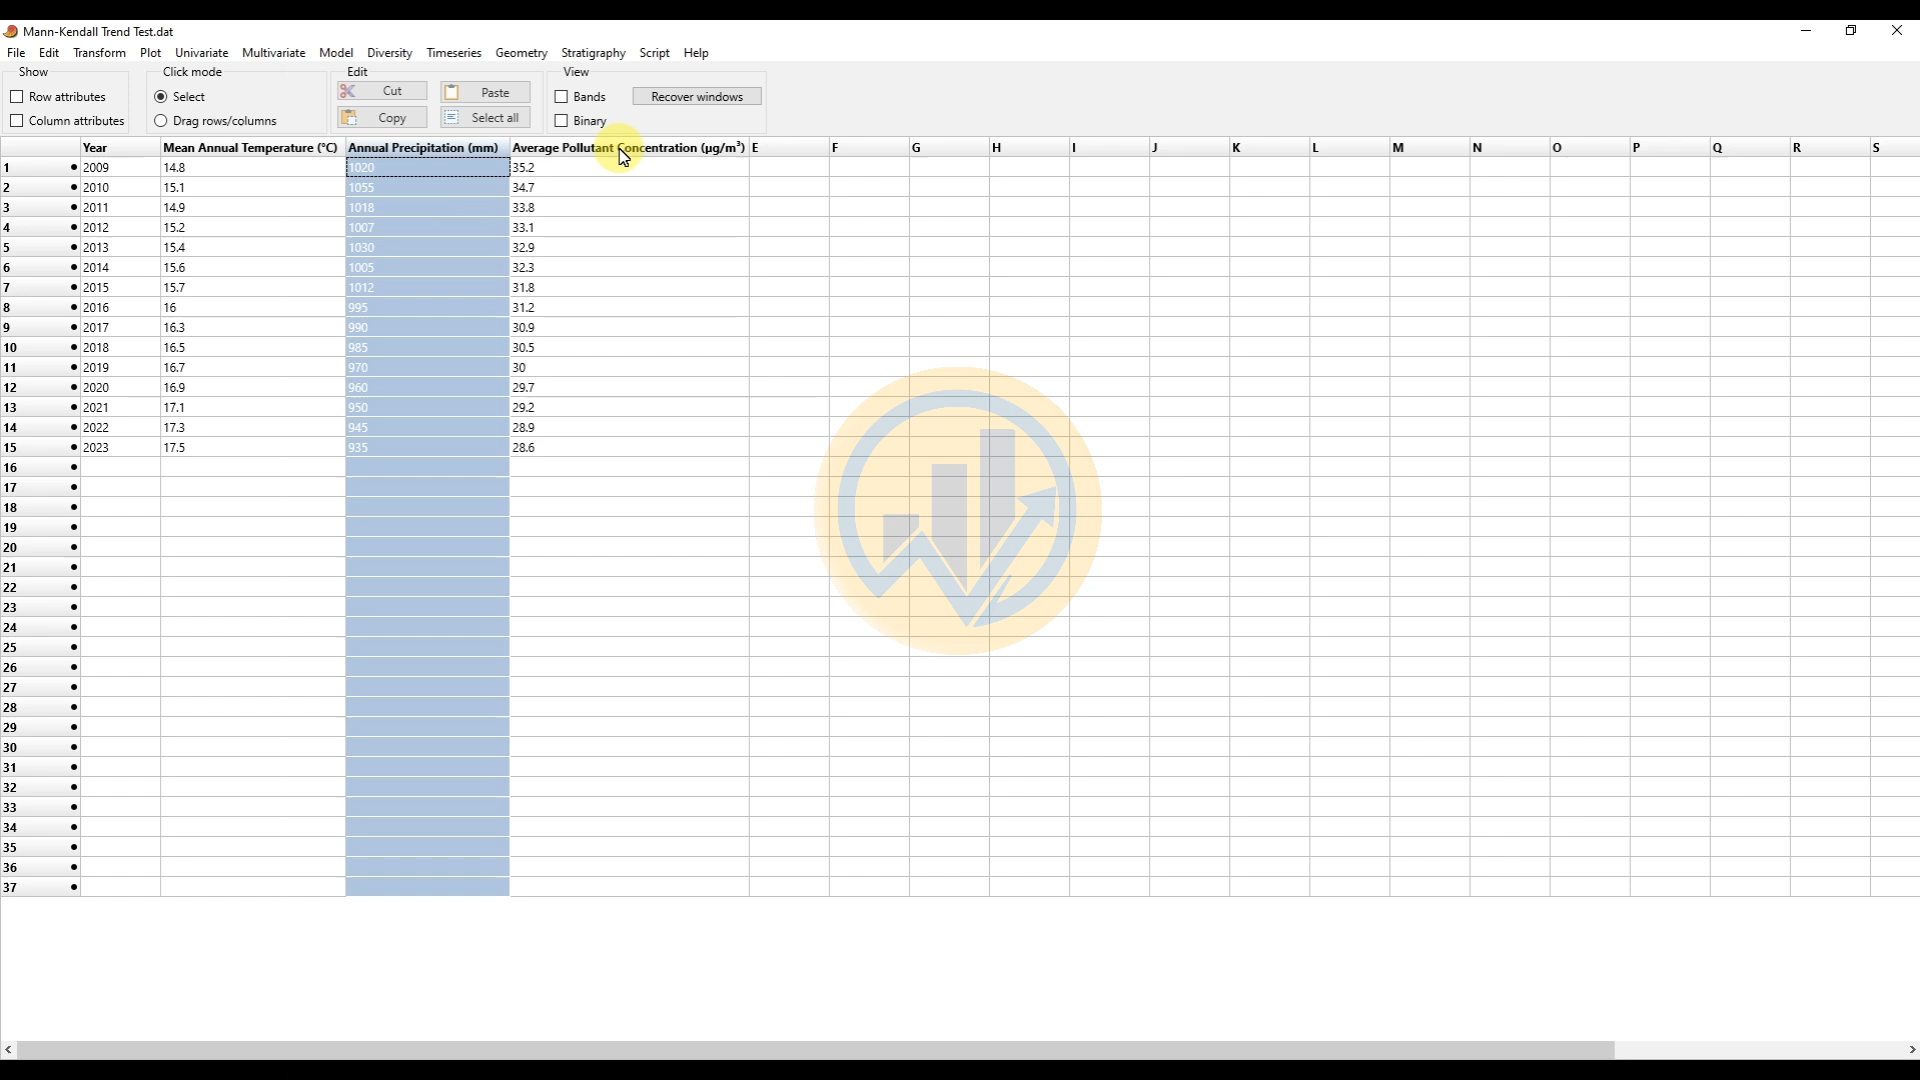 Mann-Kendall Trend Test.dat
File Edit Transform Plot Univariate Multivariate Model Diversity Timeseries Geometry Stratigraphy Script Help
Show Click mode Edit View
Row attributes Select Cut Paste Bands Recover windows
Column attributes Drag rows/columns Copy Select all Binary
Year Mean Annual Temperature (°C) Annual Precipitation (mm) Average Pollutant Concentration (µg/m³) E F G H I J K L M N O P Q R S
1 • 2009 14.8 1020 35.2
2 • 2010 15.1 1055 34.7
3 • 2011 14.9 1018 33.8
4 • 2012 15.2 1007 33.1
5 • 2013 15.4 1030 32.9
6 • 2014 15.6 1005 32.3
7 • 2015 15.7 1012 31.8
8 • 2016 16 995 31.2
9 • 2017 16.3 990 30.9
10 • 2018 16.5 985 30.5
11 • 2019 16.7 970 30
12 • 2020 16.9 960 29.7
13 • 2021 17.1 950 29.2
14 • 2022 17.3 945 28.9
15 • 2023 17.5 935 28.6
16 •
17 •
18 •
19 •
20 •
21 •
22 •
23 •
24 •
25 •
26 •
27 •
28 •
29 •
30 •
31 •
32 •
33 •
34 •
35 •
36 •
37 •